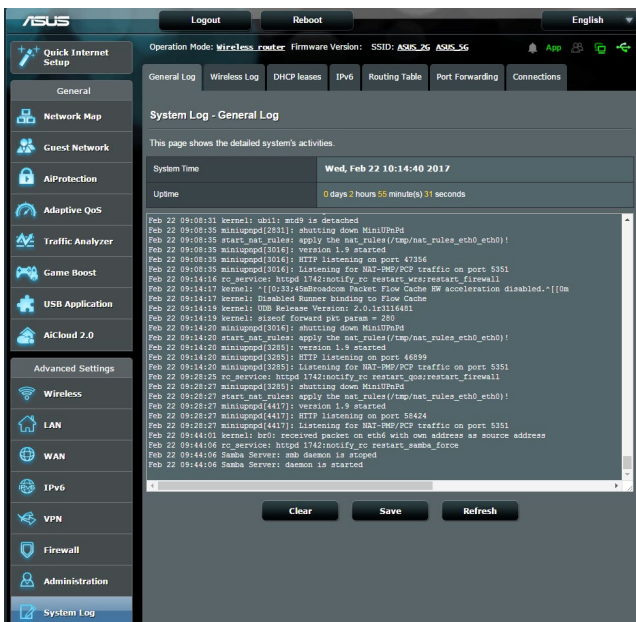 ASUS
Logout
Reboot
English
Quick Internet
Setup
General
Network Map
Guest Network
AiProtection
Adaptive QoS
Traffic Analyzer
Game Boost
USB Application
AiCloud 2.0
Advanced Settings
Wireless
LAN
WAN
IPv6
VPN
Firewall
Administration
System Log
Operation Mode: Wireless router Firmware Version: SSID: ASUS_2G ASUS_5G
App
General Log
Wireless Log
DHCP leases
IPv6
Routing Table
Port Forwarding
Connections
System Log - General Log
This page shows the detailed system's activities.
System Time
Wed, Feb 22 10:14:40 2017
Uptime
0 days 2 hours 55 minute(s) 31 seconds
Feb 22 09:08:31 kernel: ubi1: mtd9 is detached
Feb 22 09:08:35 miniupnpd[2831]: shutting down MiniUPnPd
Feb 22 09:08:35 start_nat_rules: apply the nat_rules(/tmp/nat_rules_eth0_eth0)!
Feb 22 09:08:35 miniupnpd[3016]: version 1.9 started
Feb 22 09:08:35 miniupnpd[3016]: HTTP listening on port 47356
Feb 22 09:08:35 miniupnpd[3016]: Listening for NAT-PMP/PCP traffic on port 5351
Feb 22 09:14:16 rc_service: httpd 1742:notify_rc restart_wrs;restart_firewall
Feb 22 09:14:17 kernel: ^[[0;33;45mBroadcom Packet Flow Cache HW acceleration disabled.^[[0m
Feb 22 09:14:17 kernel: Disabled Runner binding to Flow Cache
Feb 22 09:14:19 kernel: UDB Release Version: 2.0.1r3116481
Feb 22 09:14:19 kernel: sizeof forward pkt param = 280
Feb 22 09:14:20 miniupnpd[3016]: shutting down MiniUPnPd
Feb 22 09:14:20 start_nat_rules: apply the nat_rules(/tmp/nat_rules_eth0_eth0)!
Feb 22 09:14:20 miniupnpd[3285]: version 1.9 started
Feb 22 09:14:20 miniupnpd[3285]: HTTP listening on port 46899
Feb 22 09:14:20 miniupnpd[3285]: Listening for NAT-PMP/PCP traffic on port 5351
Feb 22 09:28:25 rc_service: httpd 1742:notify_rc restart_qos;restart_firewall
Feb 22 09:28:27 miniupnpd[3285]: shutting down MiniUPnPd
Feb 22 09:28:27 start_nat_rules: apply the nat_rules(/tmp/nat_rules_eth0_eth0)!
Feb 22 09:28:27 miniupnpd[4417]: version 1.9 started
Feb 22 09:28:27 miniupnpd[4417]: HTTP listening on port 58424
Feb 22 09:28:27 miniupnpd[4417]: Listening for NAT-PMP/PCP traffic on port 5351
Feb 22 09:44:01 kernel: br0: received packet on eth6 with own address as source address
Feb 22 09:44:06 rc_service: httpd 1742:notify_rc restart_samba_force
Feb 22 09:44:06 Samba Server: smb daemon is stoped
Feb 22 09:44:06 Samba Server: daemon is started
Clear
Save
Refresh